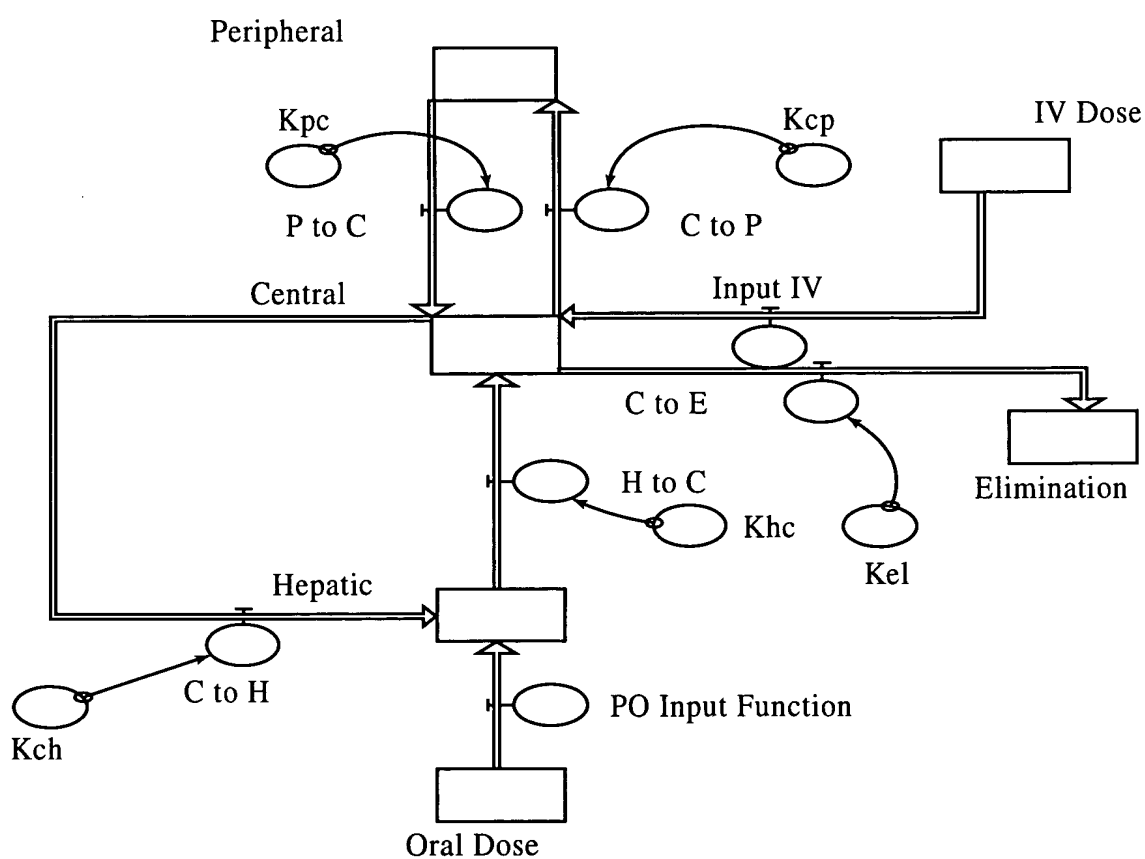 Peripheral
IV Dose
Kpc
Kcp
P to C
C to P
Central
Input IV
C to E
Elimination
H to C
Khc
Kel
Hepatic
C to H
Kch
PO Input Function
Oral Dose